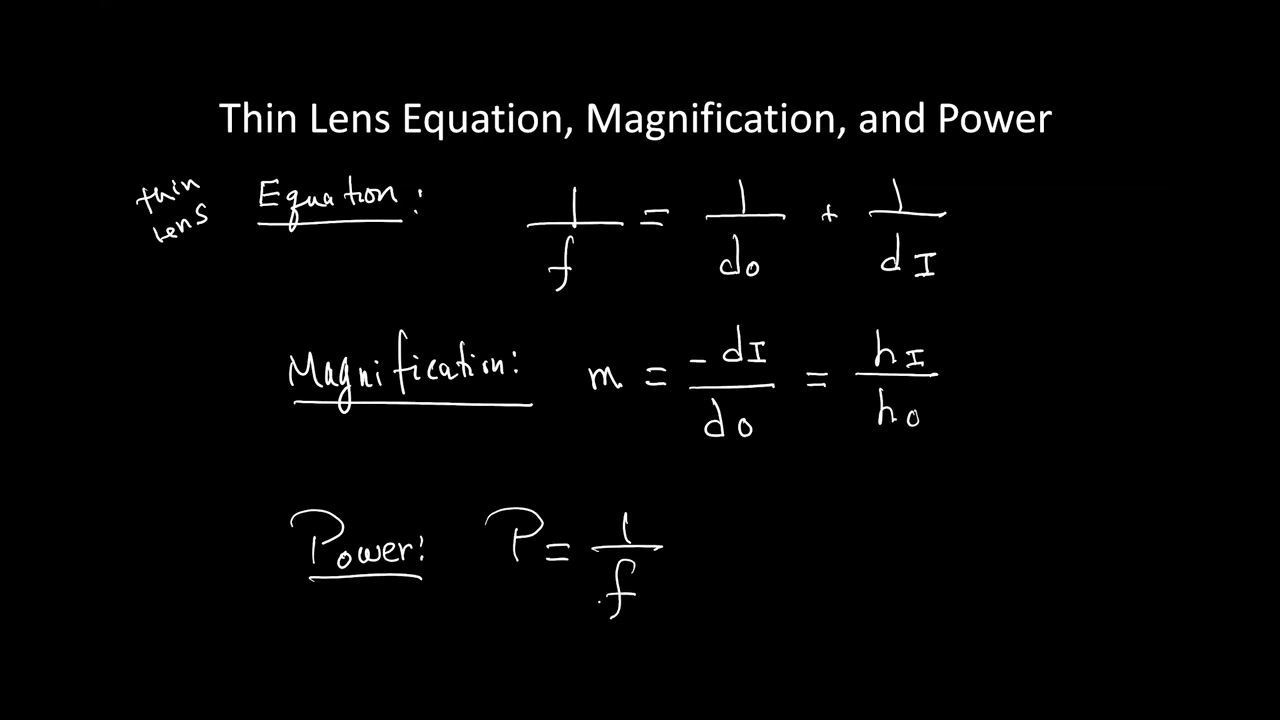 Thin Lens Equation, Magnification, and Power
thin lens Equation: 1/f = 1/do + 1/dI
Magnification: m = -dI/do = hI/ho
Power: P = 1/f